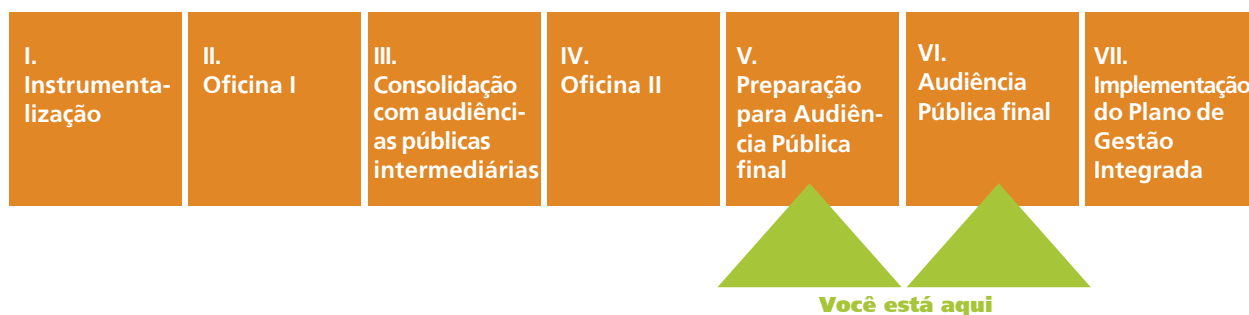 I.
Instrumenta-
lização
II.
Oficina I
III.
Consolidação
com audiênci-
as públicas
intermediárias
IV.
Oficina II
V.
Preparação
para Audiên-
cia Pública
final
VI.
Audiência
Pública final
VII.
Implementação
do Plano de
Gestão
Integrada
Você está aqui